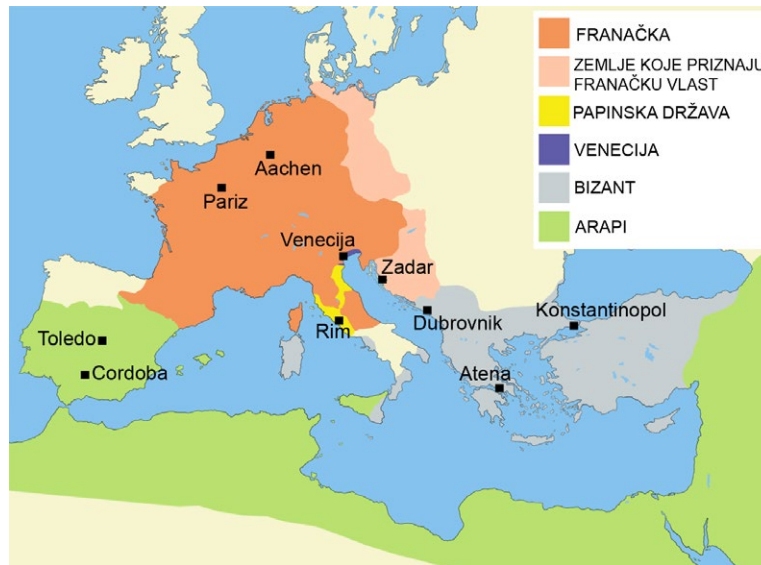 FRANAČKA
ZEMLJE KOJE PRIZNAJU
FRANAČKU VLAST
PAPINSKA DRŽAVA
VENECIJA
BIZANT
ARAPI
Aachen
Pariz
Venecija
Zadar
Dubrovnik
Konstantinopol
Rim
Toledo
Cordoba
Atena